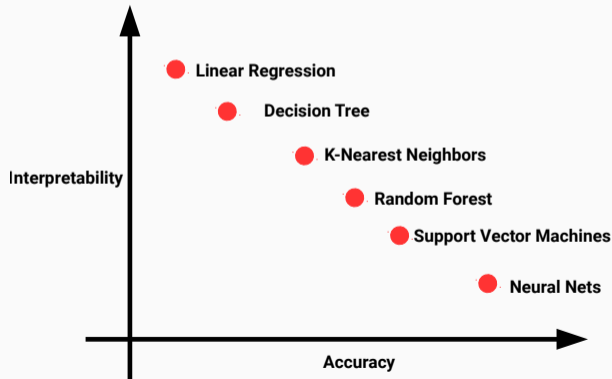 Linear Regression
Decision Tree
K-Nearest Neighbors
Interpretability
Random Forest
Support Vector Machines
Neural Nets
Accuracy